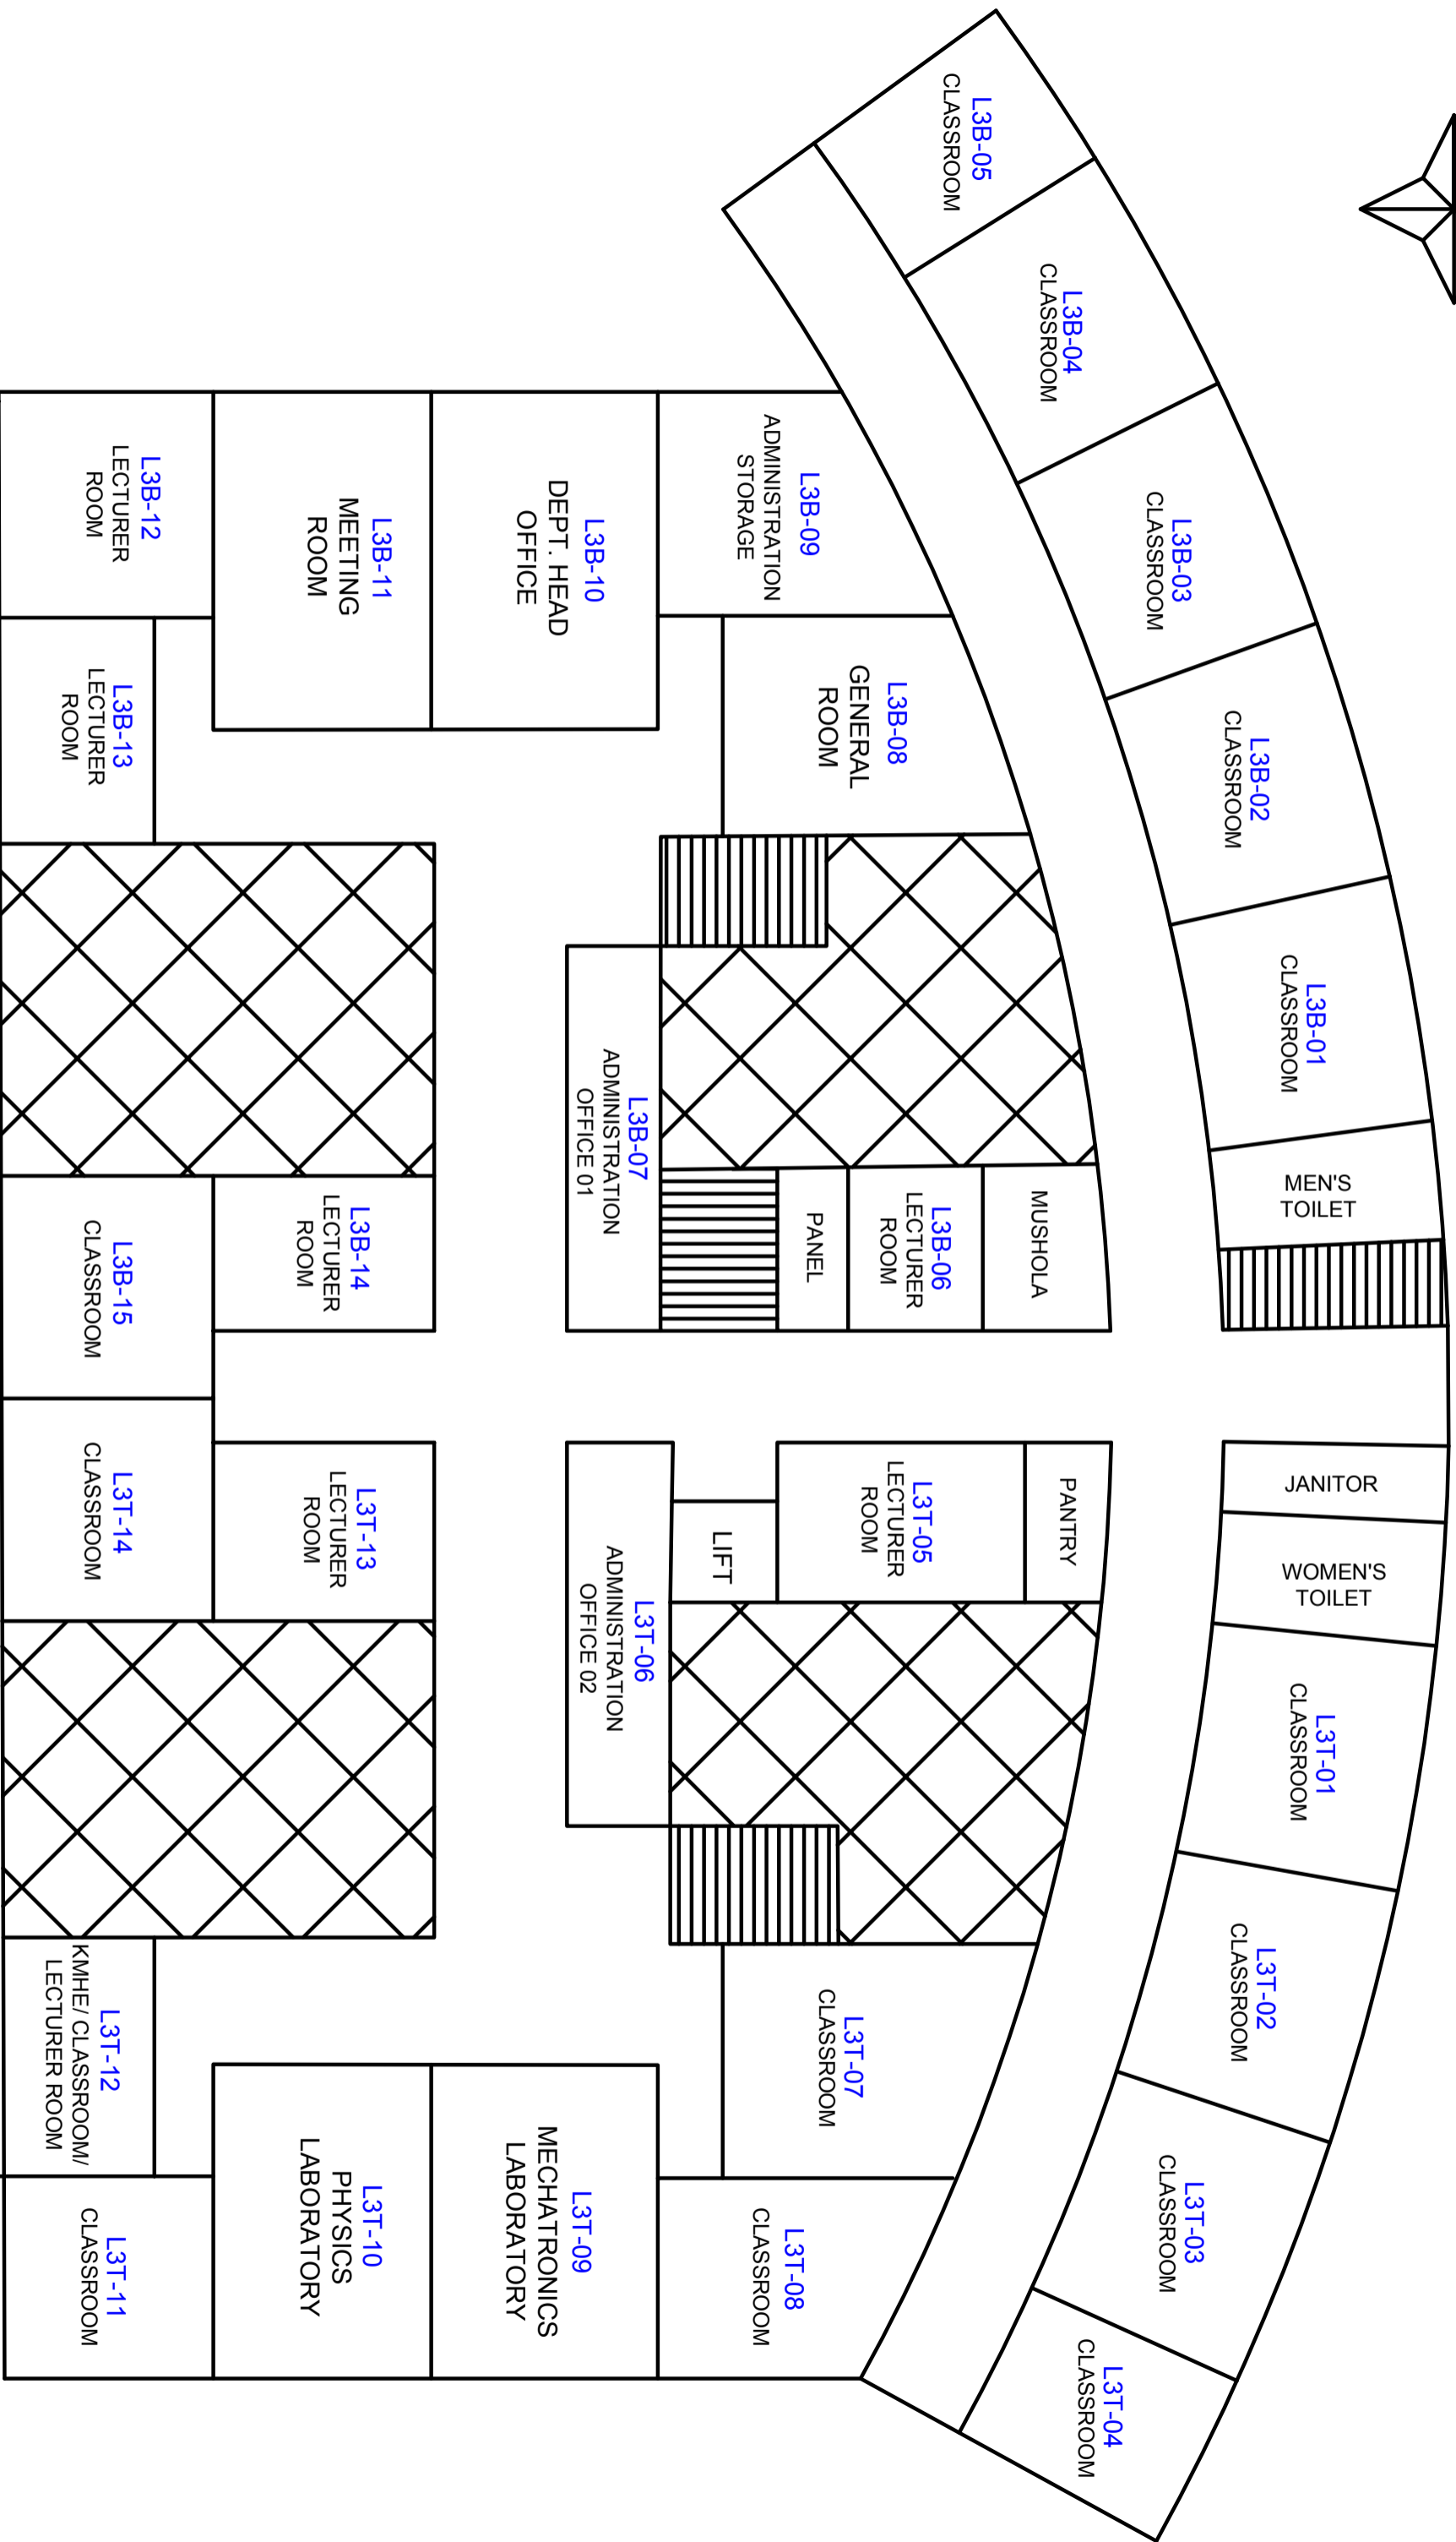 L3B-05
CLASSROOM
L3B-04
CLASSROOM
L3B-03
CLASSROOM
L3B-02
CLASSROOM
L3B-01
CLASSROOM
MEN'S
TOILET
JANITOR
WOMEN'S
TOILET
L3T-01
CLASSROOM
L3T-02
CLASSROOM
L3T-03
CLASSROOM
L3T-04
CLASSROOM
L3B-09
ADMINISTRATION
STORAGE
L3B-08
GENERAL
ROOM
MUSHOLA
L3B-06
LECTURER
ROOM
PANEL
PANTRY
L3T-05
LECTURER
ROOM
LIFT
L3T-07
CLASSROOM
L3T-08
CLASSROOM
L3B-10
DEPT. HEAD
OFFICE
L3B-07
ADMINISTRATION
OFFICE 01
L3T-06
ADMINISTRATION
OFFICE 02
L3T-09
MECHATRONICS
LABORATORY
L3B-11
MEETING
ROOM
L3B-14
LECTURER
ROOM
L3T-13
LECTURER
ROOM
L3T-10
PHYSICS
LABORATORY
L3B-12
LECTURER
ROOM
L3B-13
LECTURER
ROOM
L3B-15
CLASSROOM
L3T-14
CLASSROOM
L3T-12
KMHE/ CLASSROOM/
LECTURER ROOM
L3T-11
CLASSROOM